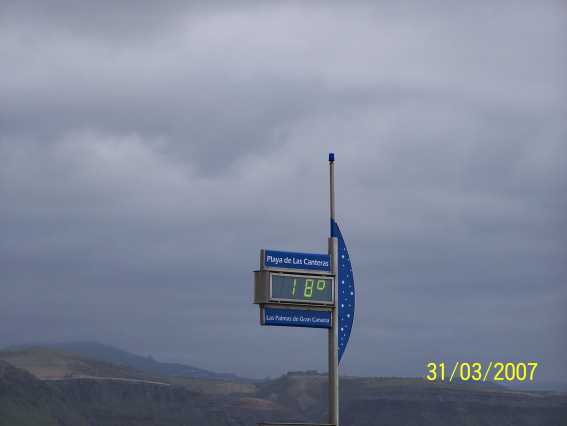 Playa de Las Canteras
18°
Las Palmas de Gran Canaria
31/03/2007